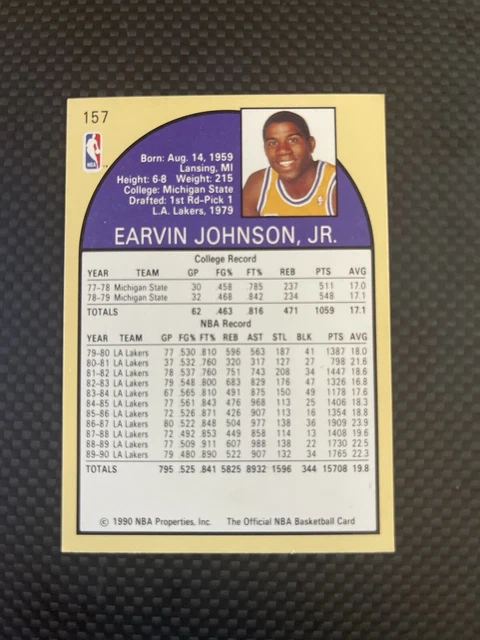 157
NBA
Born: Aug. 14, 1959
Lansing, MI
Height: 6-8 Weight: 215
College: Michigan State
Drafted: 1st Rd-Pick 1
L.A. Lakers, 1979
EARVIN JOHNSON, JR.
College Record
YEAR TEAM GP FG% FT% REB PTS AVG
77-78 Michigan State 30 .458 .785 237 511 17.0
78-79 Michigan State 32 .468 .842 234 548 17.1
TOTALS 62 .463 .816 471 1059 17.1
NBA Record
YEAR TEAM GP FG% FT% REB AST STL BLK PTS AVG
79-80 LA Lakers 77 .530 .810 596 563 187 41 1387 18.0
80-81 LA Lakers 37 .532 .760 320 317 127 27 798 21.6
81-82 LA Lakers 78 .537 .760 751 743 208 34 1447 18.6
82-83 LA Lakers 79 .548 .800 683 829 176 47 1326 16.8
83-84 LA Lakers 67 .565 .810 491 875 150 49 1178 17.6
84-85 LA Lakers 77 .561 .843 476 968 113 25 1406 18.3
85-86 LA Lakers 72 .526 .871 426 907 113 16 1354 18.8
86-87 LA Lakers 80 .522 .848 504 977 138 36 1909 23.9
87-88 LA Lakers 72 .492 .853 449 858 114 13 1408 19.6
88-89 LA Lakers 77 .509 .911 607 988 138 22 1730 22.5
89-90 LA Lakers 79 .480 .890 522 907 132 34 1765 22.3
TOTALS 795 .525 .841 5825 8932 1596 344 15708 19.8
© 1990 NBA Properties, Inc. The Official NBA Basketball Card